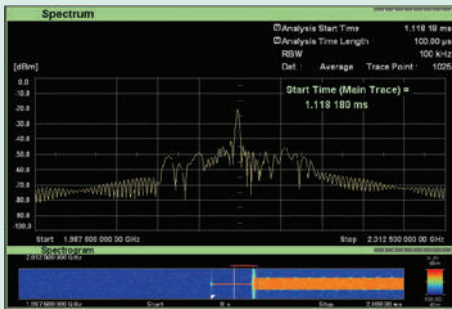 Spectrum
Analysis Start Time 1.118 18 ms
Analysis Time Length 100.00 µs
RBW 100 kHz
Det. : Average Trace Point : 1025
[dBm]
0.0
Start Time (Main Trace) =
1.118 180 ms
-10.0
-20.0
-30.0
-40.0
-50.0
-60.0
-70.0
-80.0
-90.0
-100.0
Start 1.987 500 000 00 GHz Stop 2.012 500 000 00 GHz
Spectrogram
2.012 500 000 GHz
1.987 500 000 GHz Start 0 s Stop
dBm
-100.00
dBm